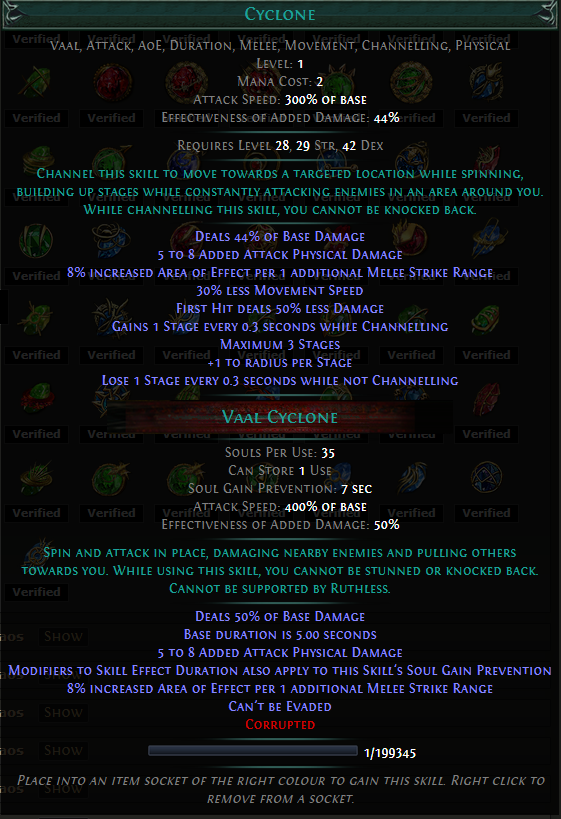 Cyclone
Vaal, Attack, AoE, Duration, Melee, Movement, Channelling, Physical
Level: 1
Mana Cost: 2
Attack Speed: 300% of base
Effectiveness of Added Damage: 44%
Requires Level 28, 29 Str, 42 Dex
Channel this skill to move towards a targeted location while spinning,
building up stages while constantly attacking enemies in an area around you.
While channelling this skill, you cannot be knocked back.
Deals 44% of Base Damage
5 to 8 Added Attack Physical Damage
8% increased Area of Effect per 1 additional Melee Strike Range
30% less Movement Speed
First Hit deals 50% less Damage
Gains 1 Stage every 0.3 seconds while Channelling
Maximum 3 Stages
+1 to radius per Stage
Lose 1 Stage every 0.3 seconds while not Channelling
Vaal Cyclone
Souls Per Use: 35
Can Store 1 Use
Soul Gain Prevention: 7 sec
Attack Speed: 400% of base
Effectiveness of Added Damage: 50%
Spin and attack in place, damaging nearby enemies and pulling others
towards you. While using this skill, you cannot be stunned or knocked back.
Cannot be supported by Ruthless.
Deals 50% of Base Damage
Base duration is 5.00 seconds
5 to 8 Added Attack Physical Damage
Modifiers to Skill Effect Duration also apply to this Skill's Soul Gain Prevention
8% increased Area of Effect per 1 additional Melee Strike Range
Can't be Evaded
Corrupted
1/199345
Place into an item socket of the right colour to gain this skill. Right click to
remove from a socket.